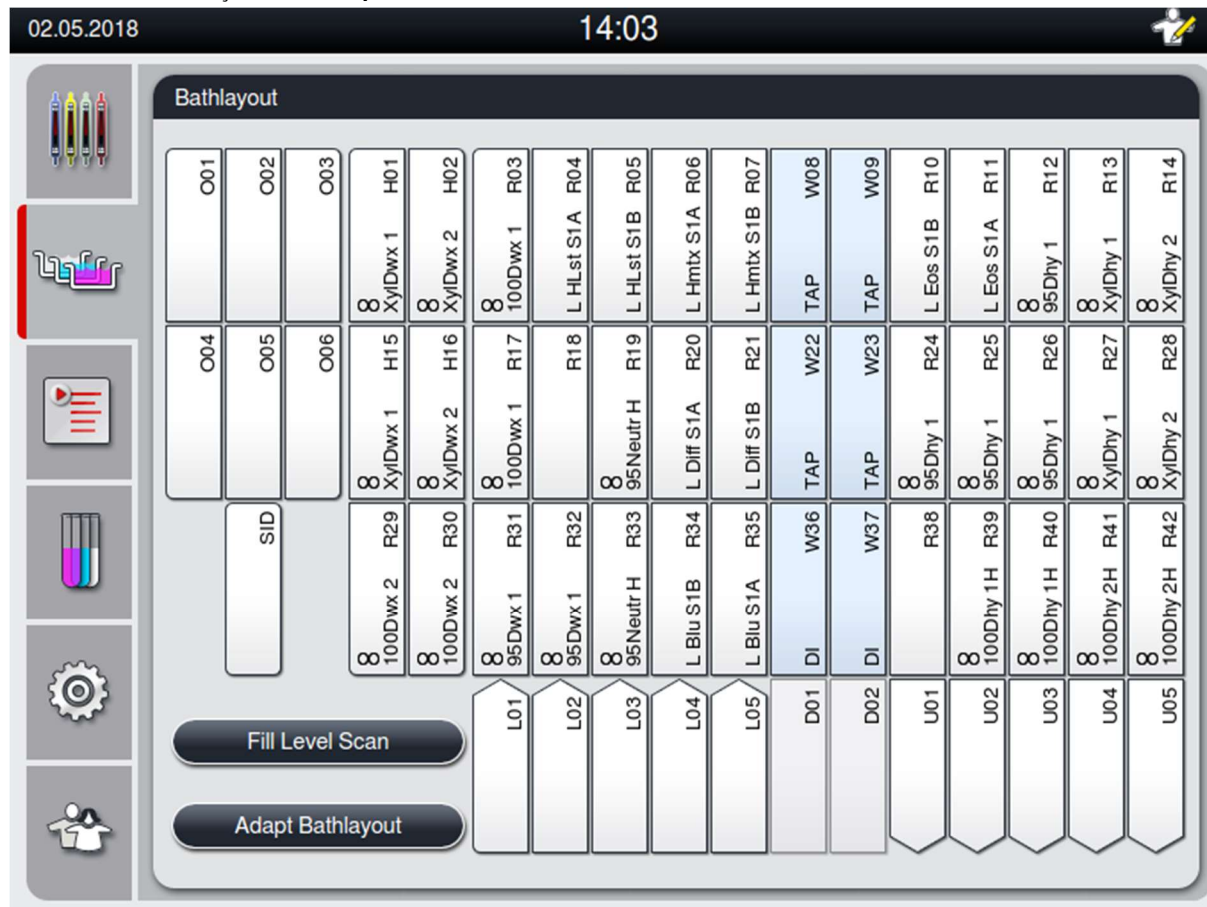 02.05.2018
14:03
Bathlayout
O01
O02
O03
XylDwx 1 H01
XylDwx 2 H02
100Dwx 1 R03
L HLst S1A R04
L HLst S1B R05
L Hmtx S1A R06
L Hmtx S1B R07
TAP W08
TAP W09
L Eos S1B R10
L Eos S1A R11
∞ 95Dhy 1 R12
∞ XylDhy 1 R13
∞ XylDhy 2 R14
O04
O05
O06
∞ XylDwx 1 H15
∞ XylDwx 2 H16
∞ 100Dwx 1 R17
R18
∞ 95Neutr H R19
L Diff S1A R20
L Diff S1B R21
TAP W22
TAP W23
∞ 95Dhy 1 R24
∞ 95Dhy 1 R25
∞ 95Dhy 1 R26
∞ XylDhy 1 R27
∞ XylDhy 2 R28
SID
∞ 100Dwx 2 R29
∞ 100Dwx 2 R30
∞ 95Dwx 1 R31
∞ 95Dwx 1 R32
∞ 95Neutr H R33
L Blu S1B R34
L Blu S1A R35
DI W36
DI W37
R38
∞ 100Dhy 1H R39
∞ 100Dhy 1H R40
∞ 100Dhy 2H R41
∞ 100Dhy 2H R42
L01
L02
L03
L04
L05
D01
D02
U01
U02
U03
U04
U05
Fill Level Scan
Adapt Bathlayout